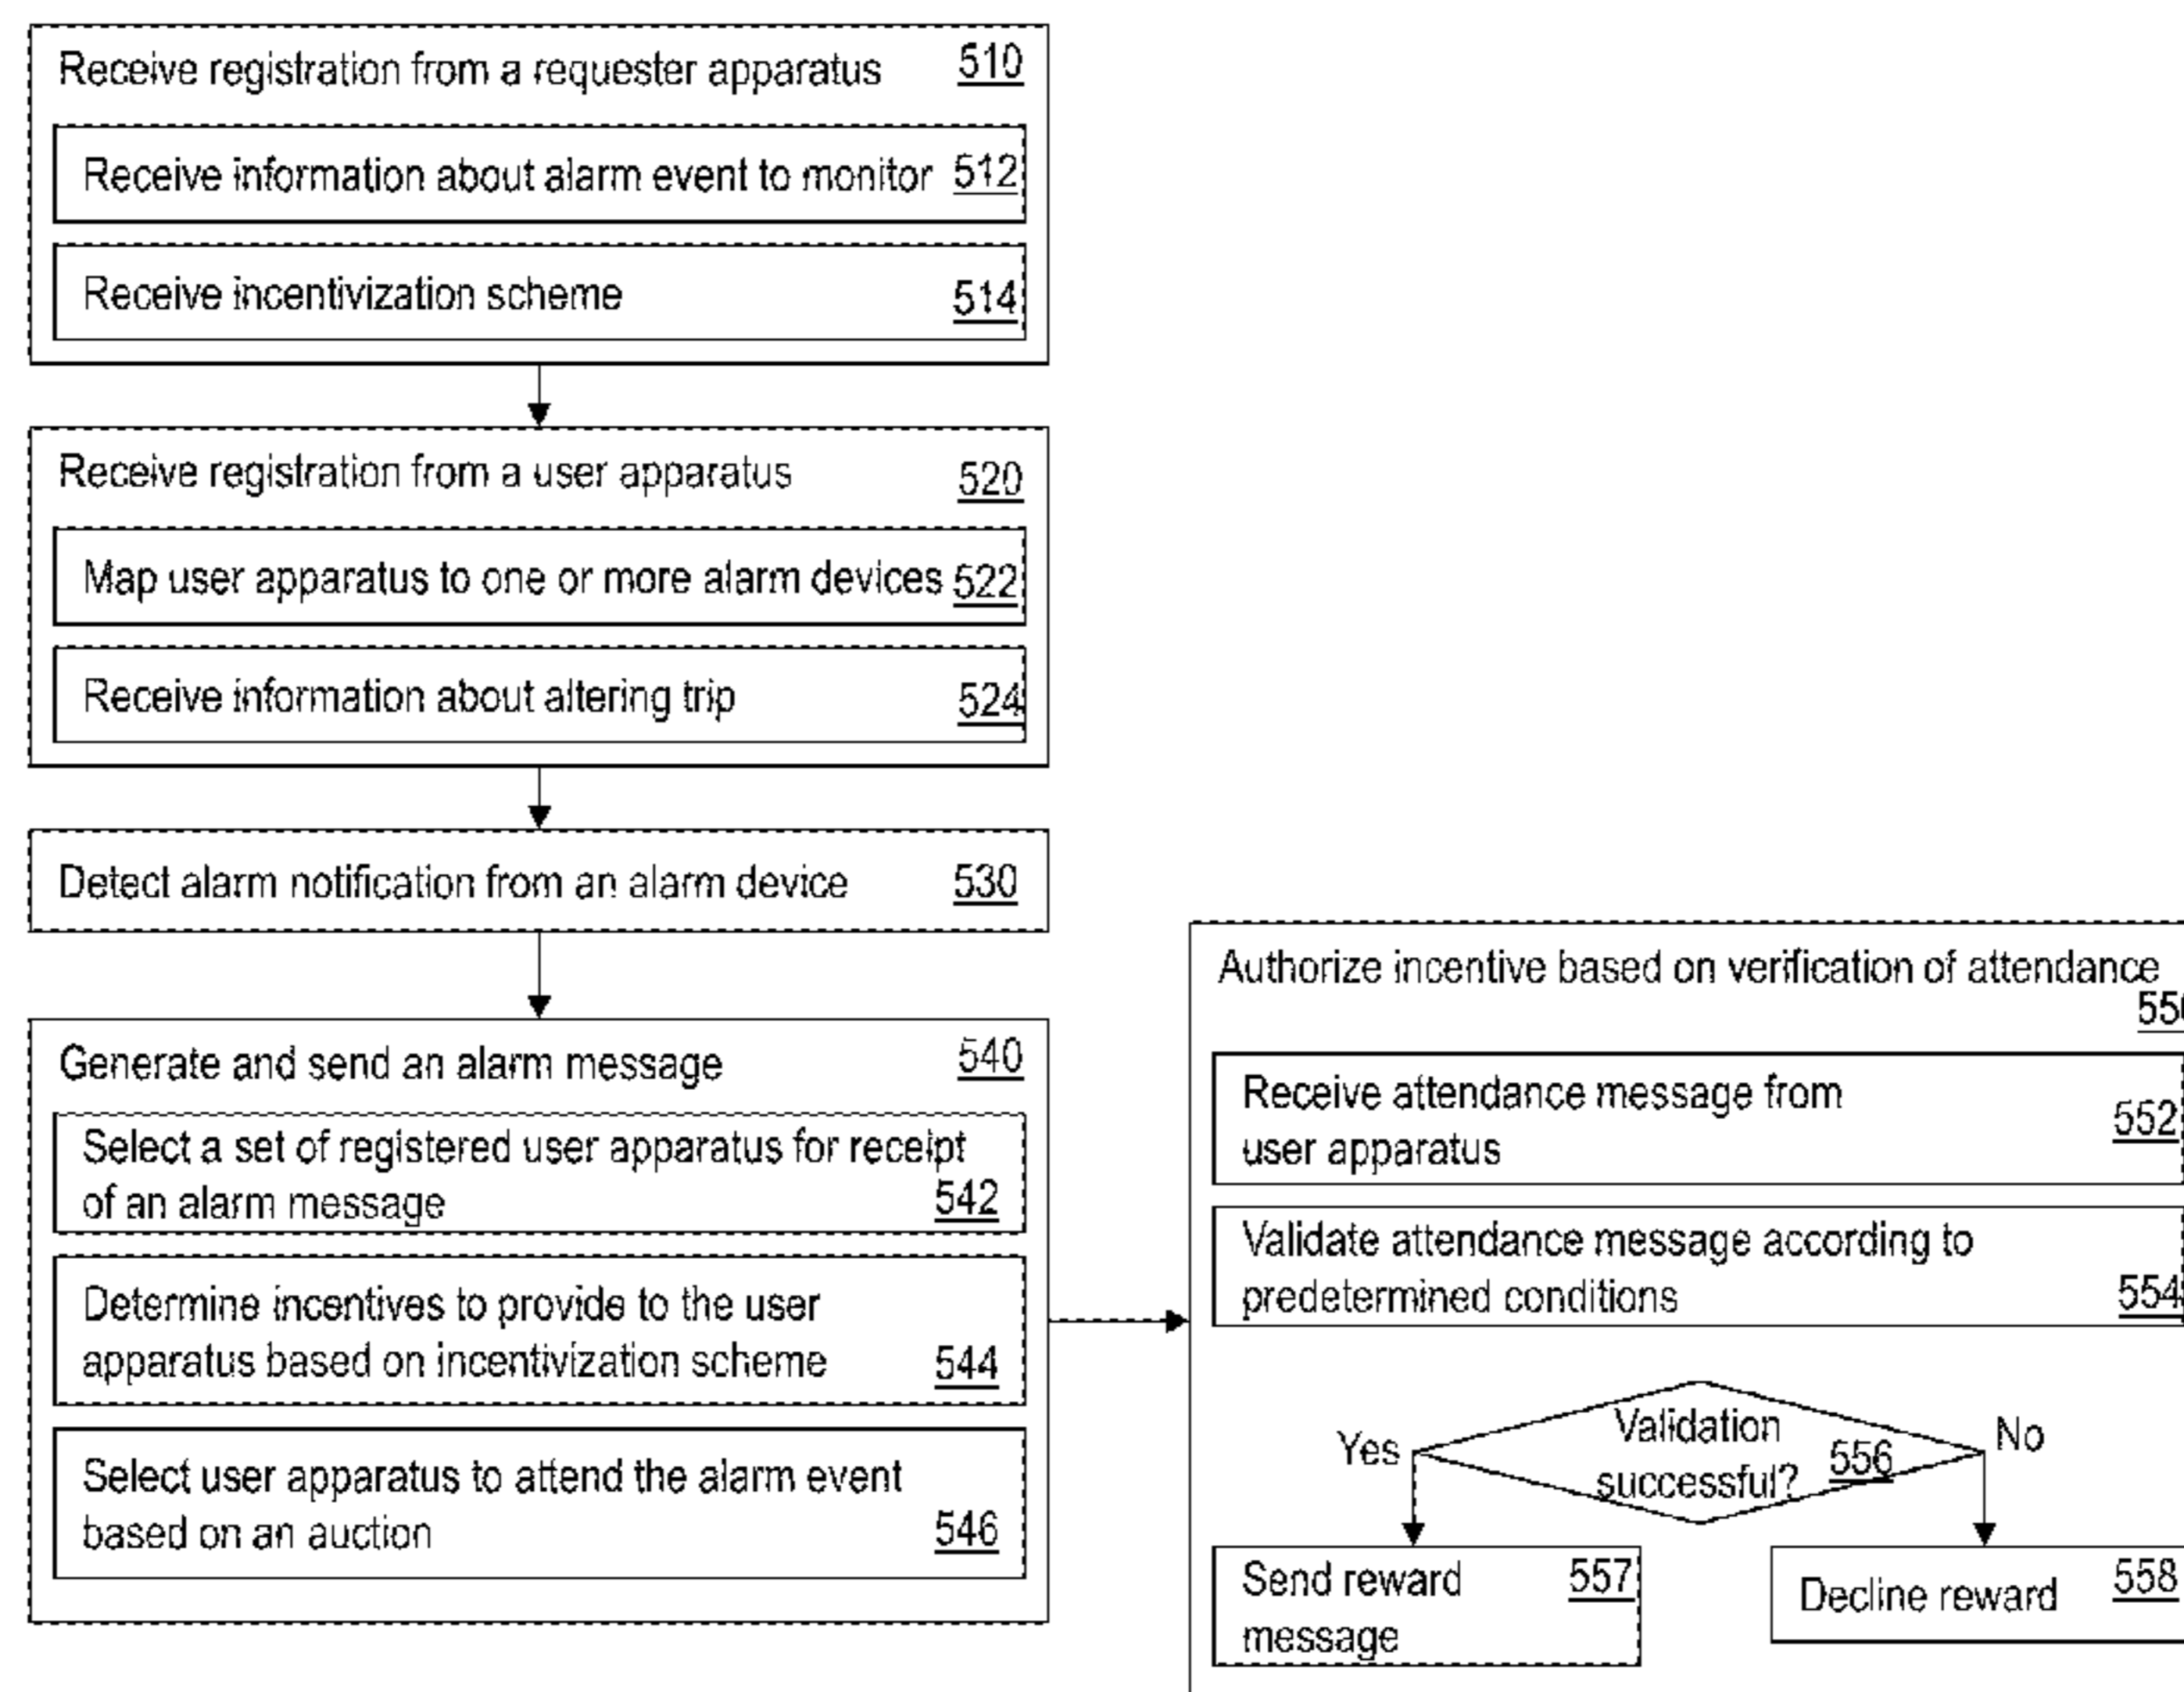 Receive registration from a requester apparatus 510
Receive information about alarm event to monitor 512
Receive incentivization scheme 514
Receive registration from a user apparatus 520
Map user apparatus to one or more alarm devices 522
Receive information about altering trip 524
Detect alarm notification from an alarm device 530
Generate and send an alarm message 540
Select a set of registered user apparatus for receipt
of an alarm message 542
Determine incentives to provide to the user
apparatus based on incentivization scheme 544
Select user apparatus to attend the alarm event
based on an auction 546
Authorize incentive based on verification of attendance
Receive attendance message from
user apparatus 552
Validate attendance message according to
predetermined conditions 554
Yes
Validation
successful? 556
No
Send reward 557
message
Decline reward 558